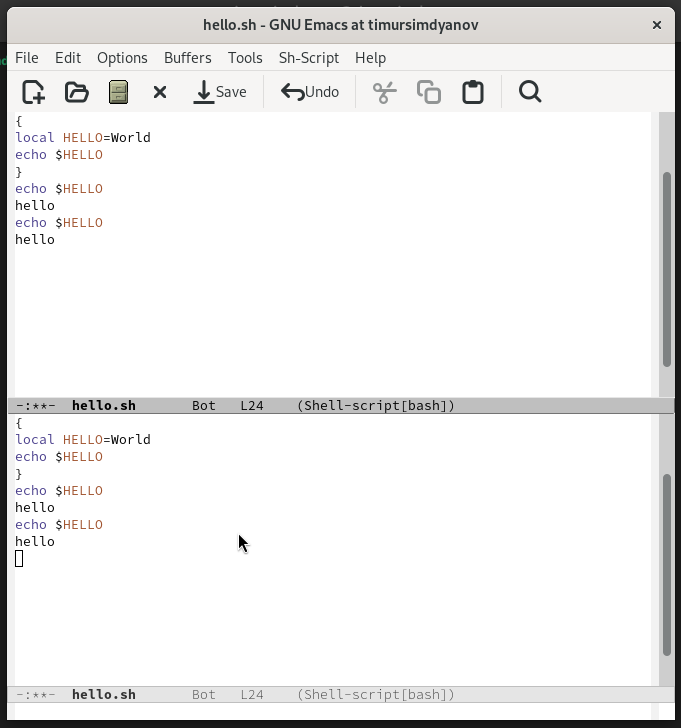 hello.sh - GNU Emacs at timursimdyanov
File Edit Options Buffers Tools Sh-Script Help
Save Undo
{
local HELLO=World
echo $HELLO
}
echo $HELLO
hello
echo $HELLO
hello
-:**- hello.sh Bot L24 (Shell-script[bash])
{
local HELLO=World
echo $HELLO
}
echo $HELLO
hello
echo $HELLO
hello
-:**- hello.sh Bot L24 (Shell-script[bash])